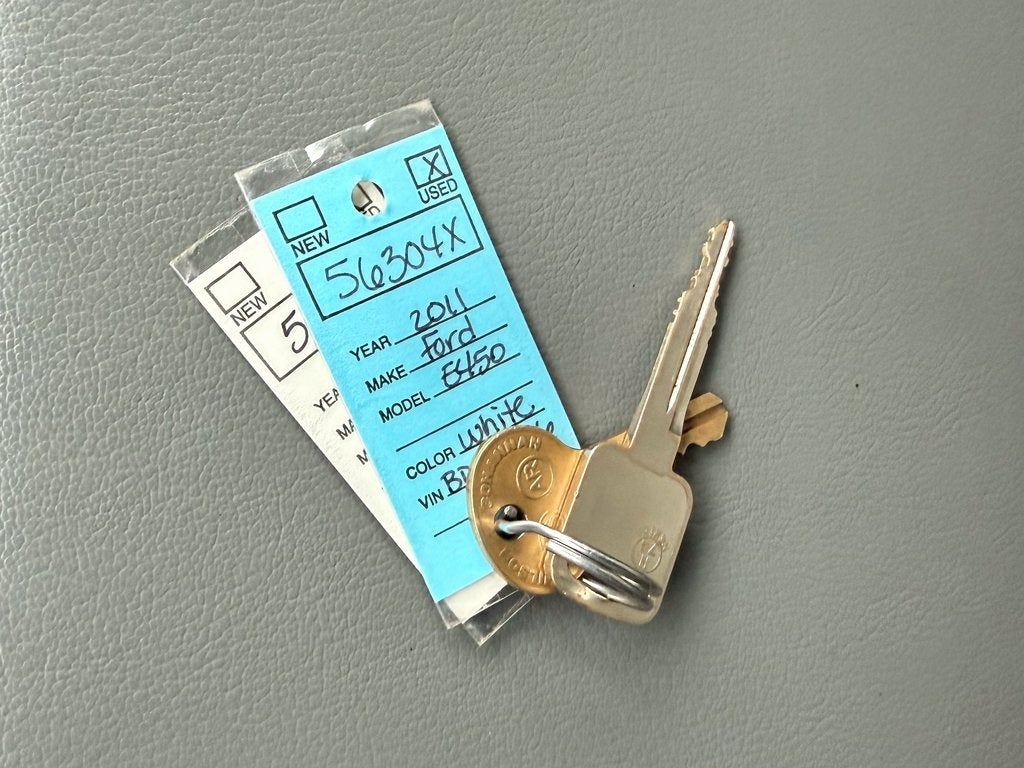 X
USED
NEW
56304X
YEAR 2011
MAKE Ford
MODEL E450
COLOR White
VIN
NEW
5